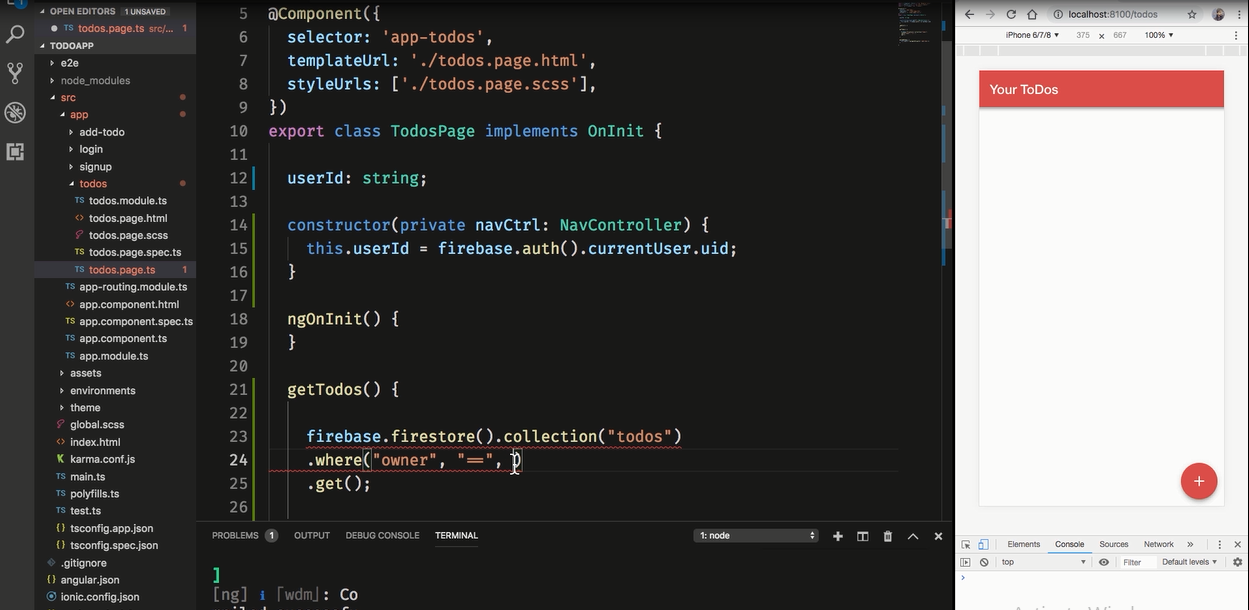 OPEN EDITORS 1 UNSAVED
todos.page.ts src/... 1
TODOAPP
e2e
node_modules
src
app
add-todo
login
signup
todos
TS todos.module.ts
<> todos.page.html
todos.page.scss
TS todos.page.spec.ts
TS todos.page.ts 1
TS app-routing.module.ts
<> app.component.html
TS app.component.spec.ts
TS app.component.ts
TS app.module.ts
assets
environments
theme
global.scss
<> index.html
karma.conf.js
TS main.ts
TS polyfills.ts
TS test.ts
{} tsconfig.app.json
{} tsconfig.spec.json
.gitignore
angular.json
ionic.config.json
5 @Component({
6 selector: 'app-todos',
7 templateUrl: './todos.page.html',
8 styleUrls: ['./todos.page.scss'],
9 })
10 export class TodosPage implements OnInit {
11
12 userId: string;
13
14 constructor(private navCtrl: NavController) {
15 this.userId = firebase.auth().currentUser.uid;
16 }
17
18 ngOnInit() {
19 }
20
21 getTodos() {
22
23 firebase.firestore().collection("todos")
24 .where("owner", "==", )
25 .get();
26
PROBLEMS 1 OUTPUT DEBUG CONSOLE TERMINAL 1: node
]
[ng] i ｢wdm｣: Co
localhost:8100/todos
iPhone 6/7/8 375 x 667 100%
Your ToDos
+
Elements Console Sources Network »
top Filter Default levels
>